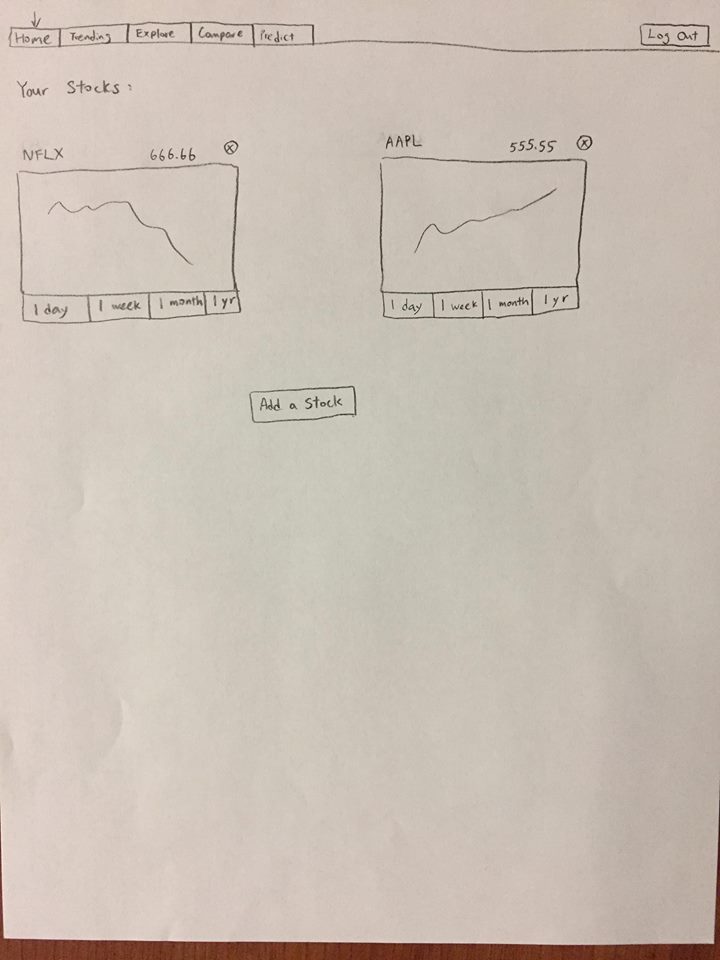 Home Trending Explore Compare Predict Log Out
Your Stocks:
NFLX 666.66 ⓧ AAPL 555.55 ⓧ
1 day 1 week 1 month 1 yr 1 day 1 week 1 month 1 yr
Add a Stock